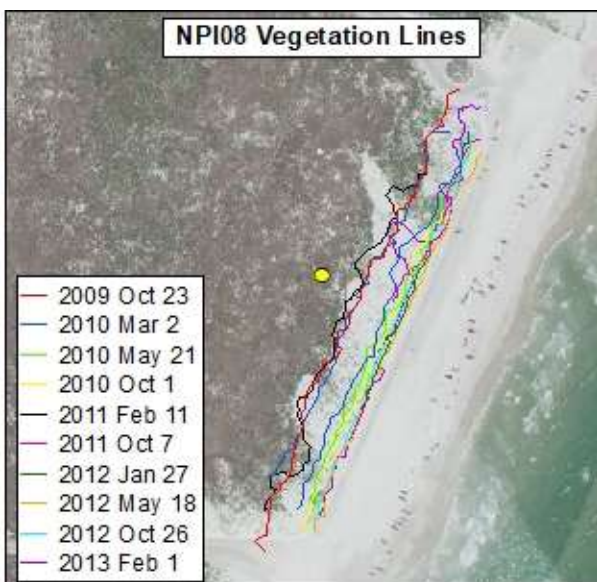 NPI08 Vegetation Lines
2009 Oct 23
2010 Mar 2
2010 May 21
2010 Oct 1
2011 Feb 11
2011 Oct 7
2012 Jan 27
2012 May 18
2012 Oct 26
2013 Feb 1